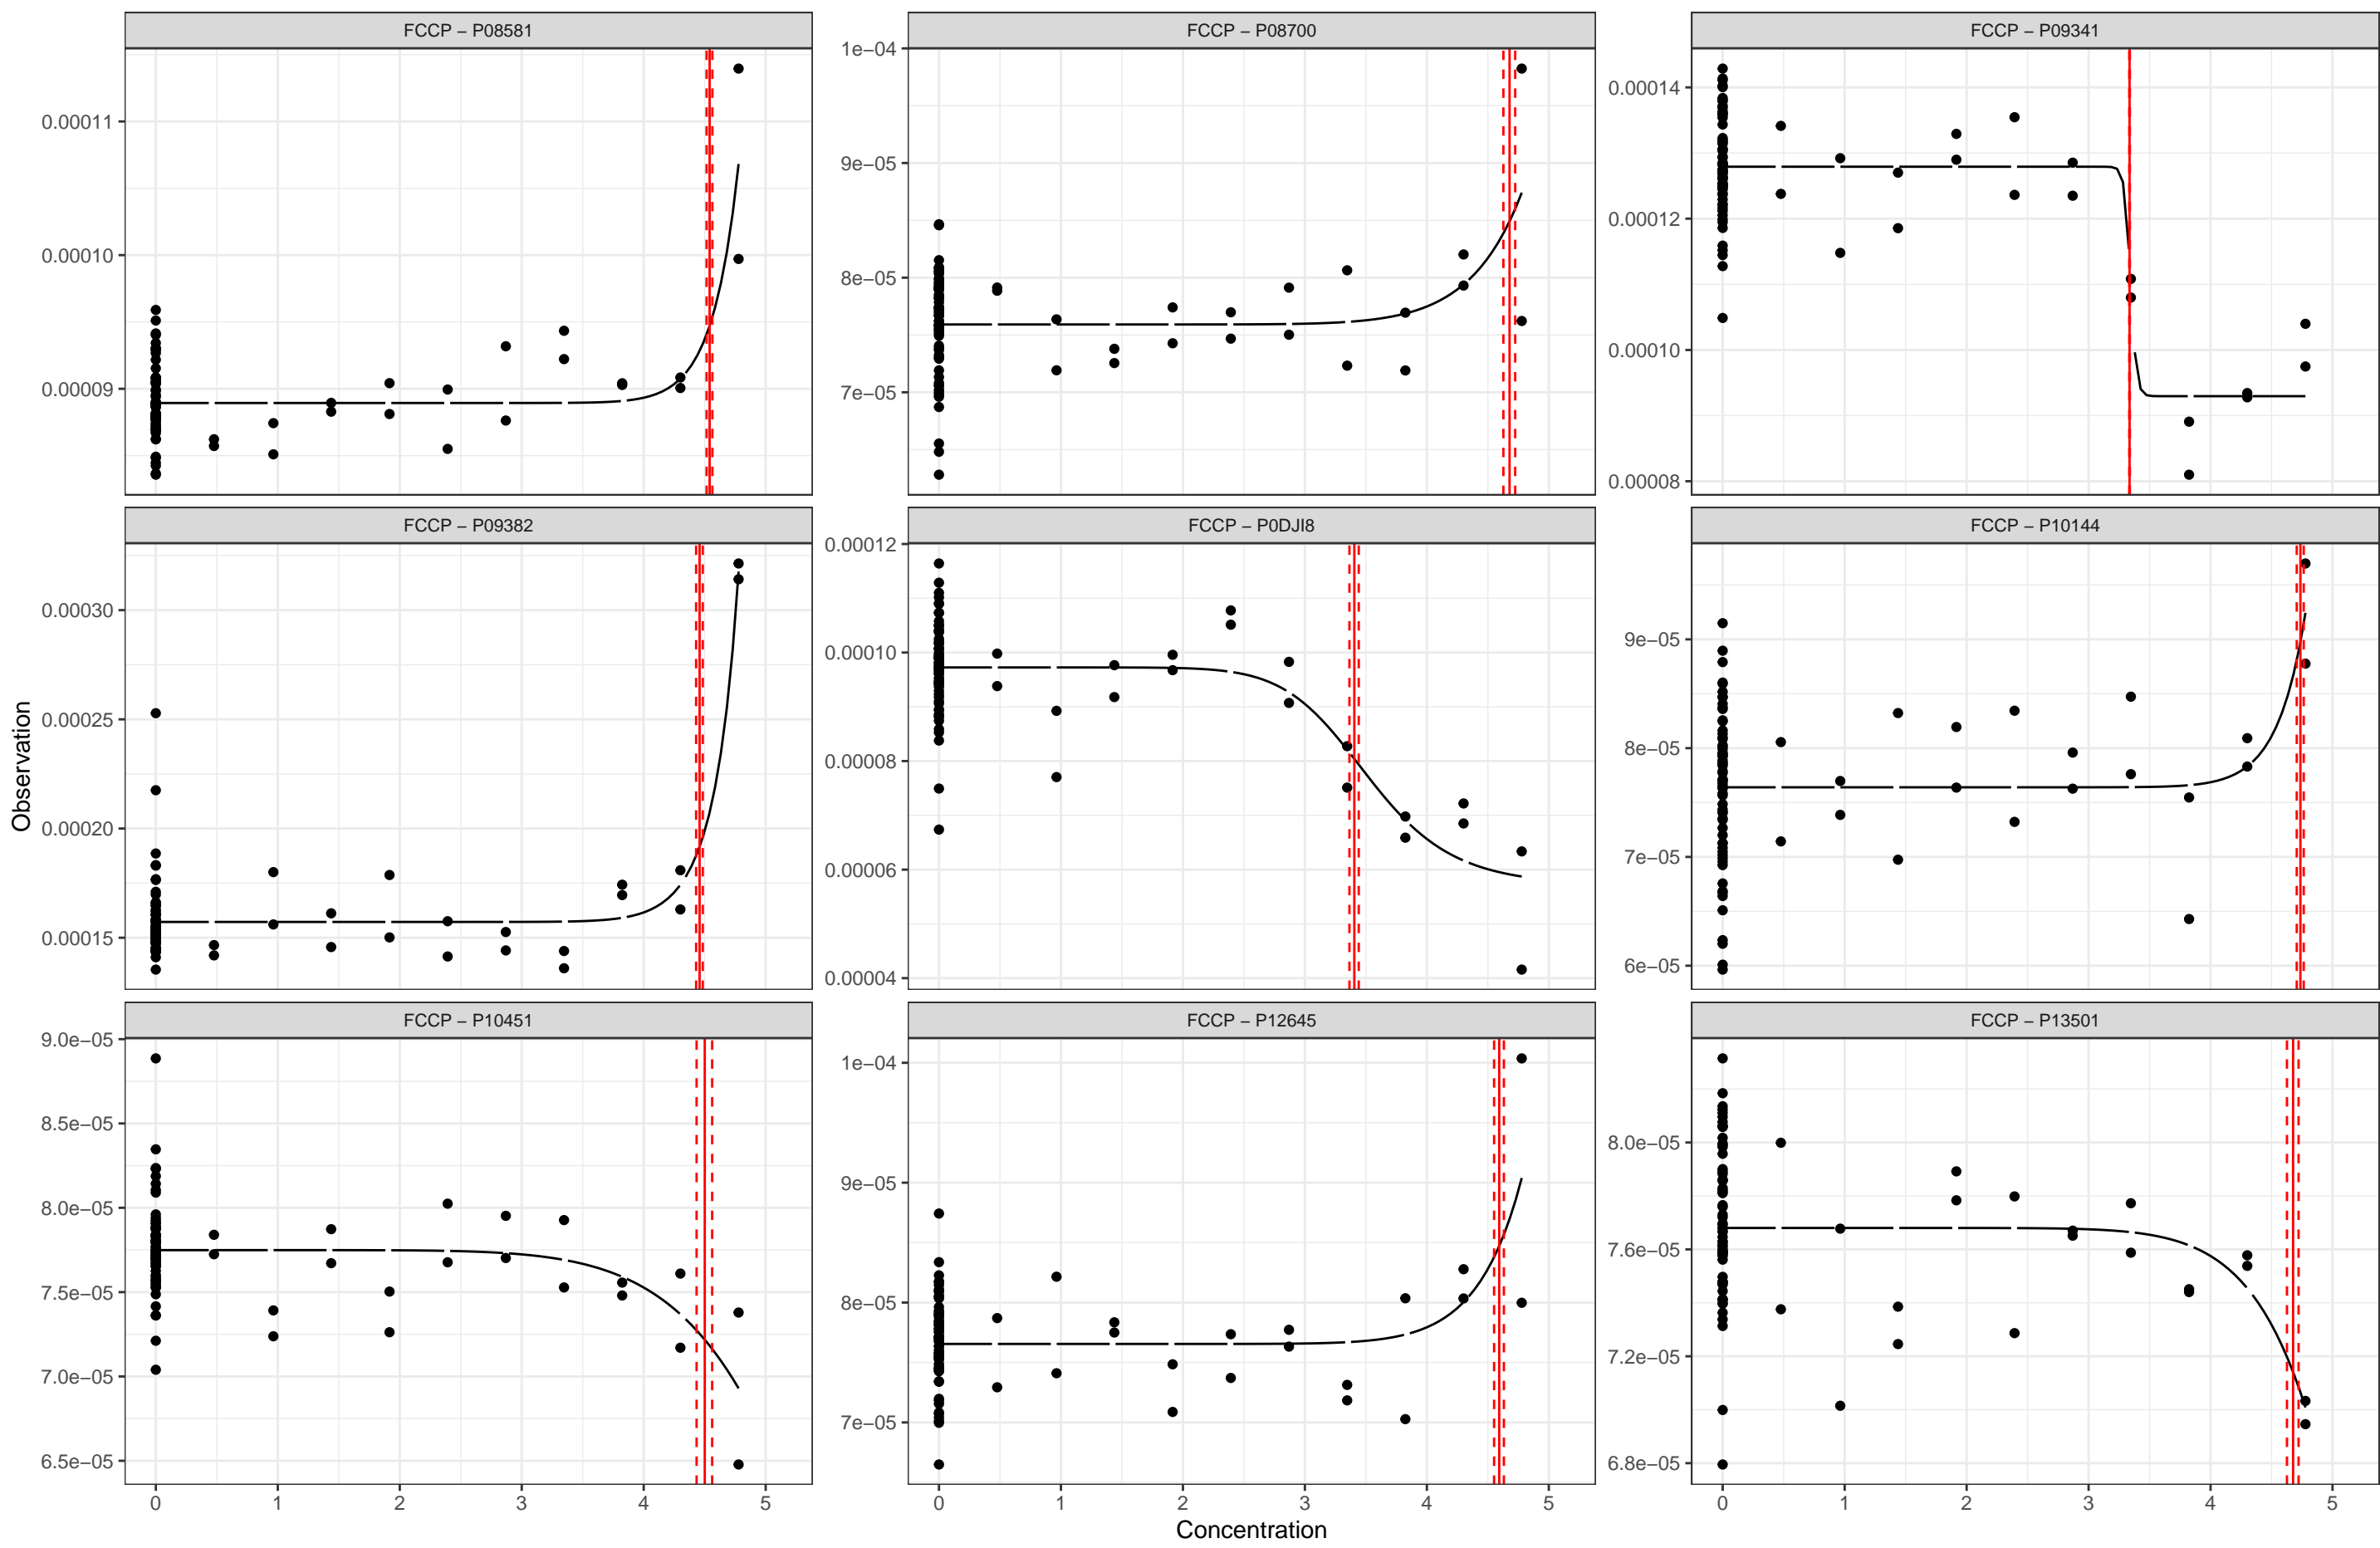 FCCP − P08581 FCCP − P08700 FCCP − P09341
0.00011
0.00010
0.00009
1e−04
9e−05
8e−05
7e−05
0.00014
0.00012
0.00010
0.00008
FCCP − P09382 FCCP − P0DJI8 FCCP − P10144
0.00030
0.00025
0.00020
0.00015
0.00012
0.00010
0.00008
0.00006
0.00004
9e−05
8e−05
7e−05
6e−05
Observation
FCCP − P10451 FCCP − P12645 FCCP − P13501
9.0e−05
8.5e−05
8.0e−05
7.5e−05
7.0e−05
6.5e−05
1e−04
9e−05
8e−05
7e−05
8.0e−05
7.6e−05
7.2e−05
6.8e−05
0 1 2 3 4 5 0 1 2 3 4 5 0 1 2 3 4 5
Concentration